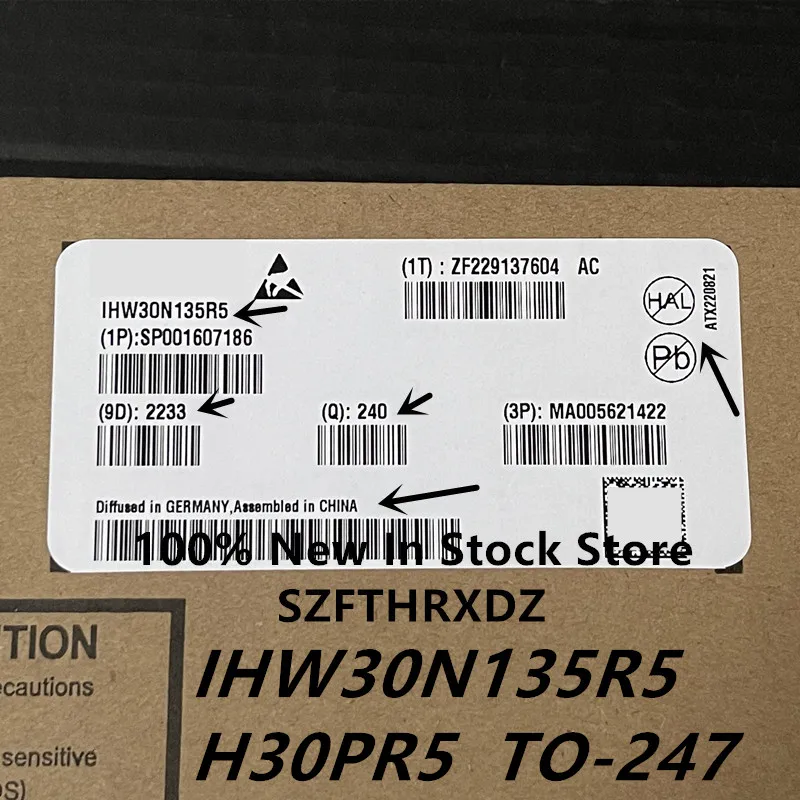 (1T) : ZF229137604 AC
IHW30N135R5
(1P):SP001607186
HAL
Pb
ATX220821
(9D): 2233
(Q): 240
(3P): MA005621422
Diffused in GERMANY,Assembled in CHINA
100% New In Stock Store
SZFTHRXDZ
TION
ecautions
sensitive
DS)
IHW30N135R5
H30PR5 TO-247